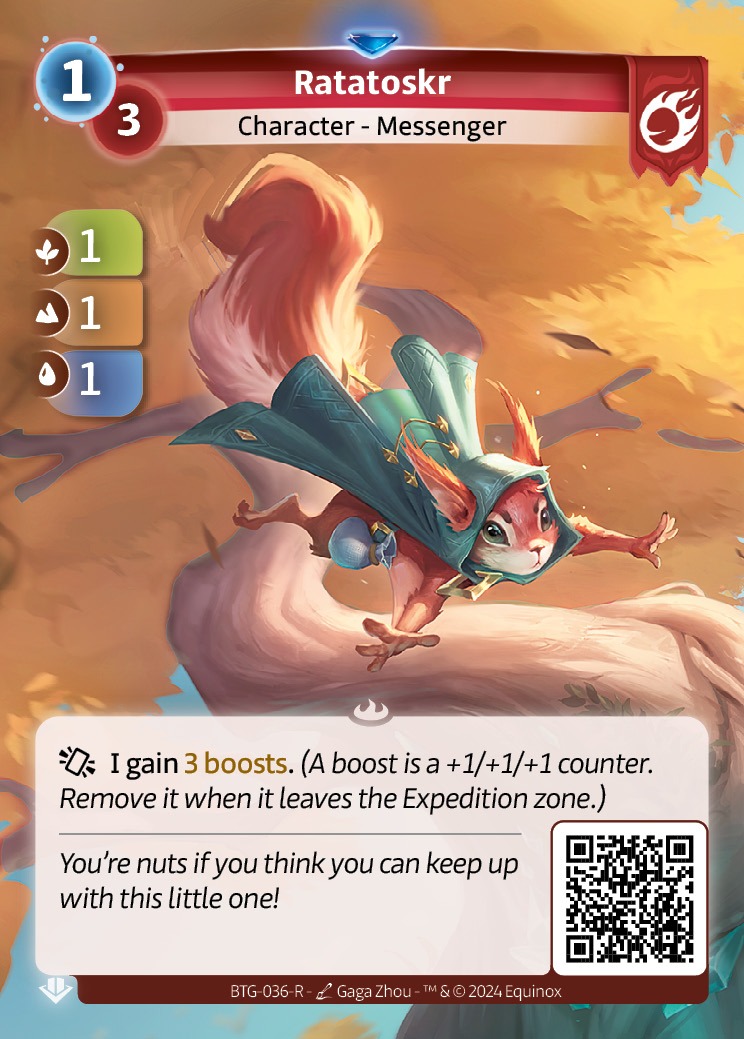 1
Ratatoskr
3
Character - Messenger
1
1
1
I gain 3 boosts. (A boost is a +1/+1/+1 counter.
Remove it when it leaves the Expedition zone.)
You're nuts if you think you can keep up
with this little one!
BTG-036-R - Gaga Zhou - ™ & © 2024 Equinox